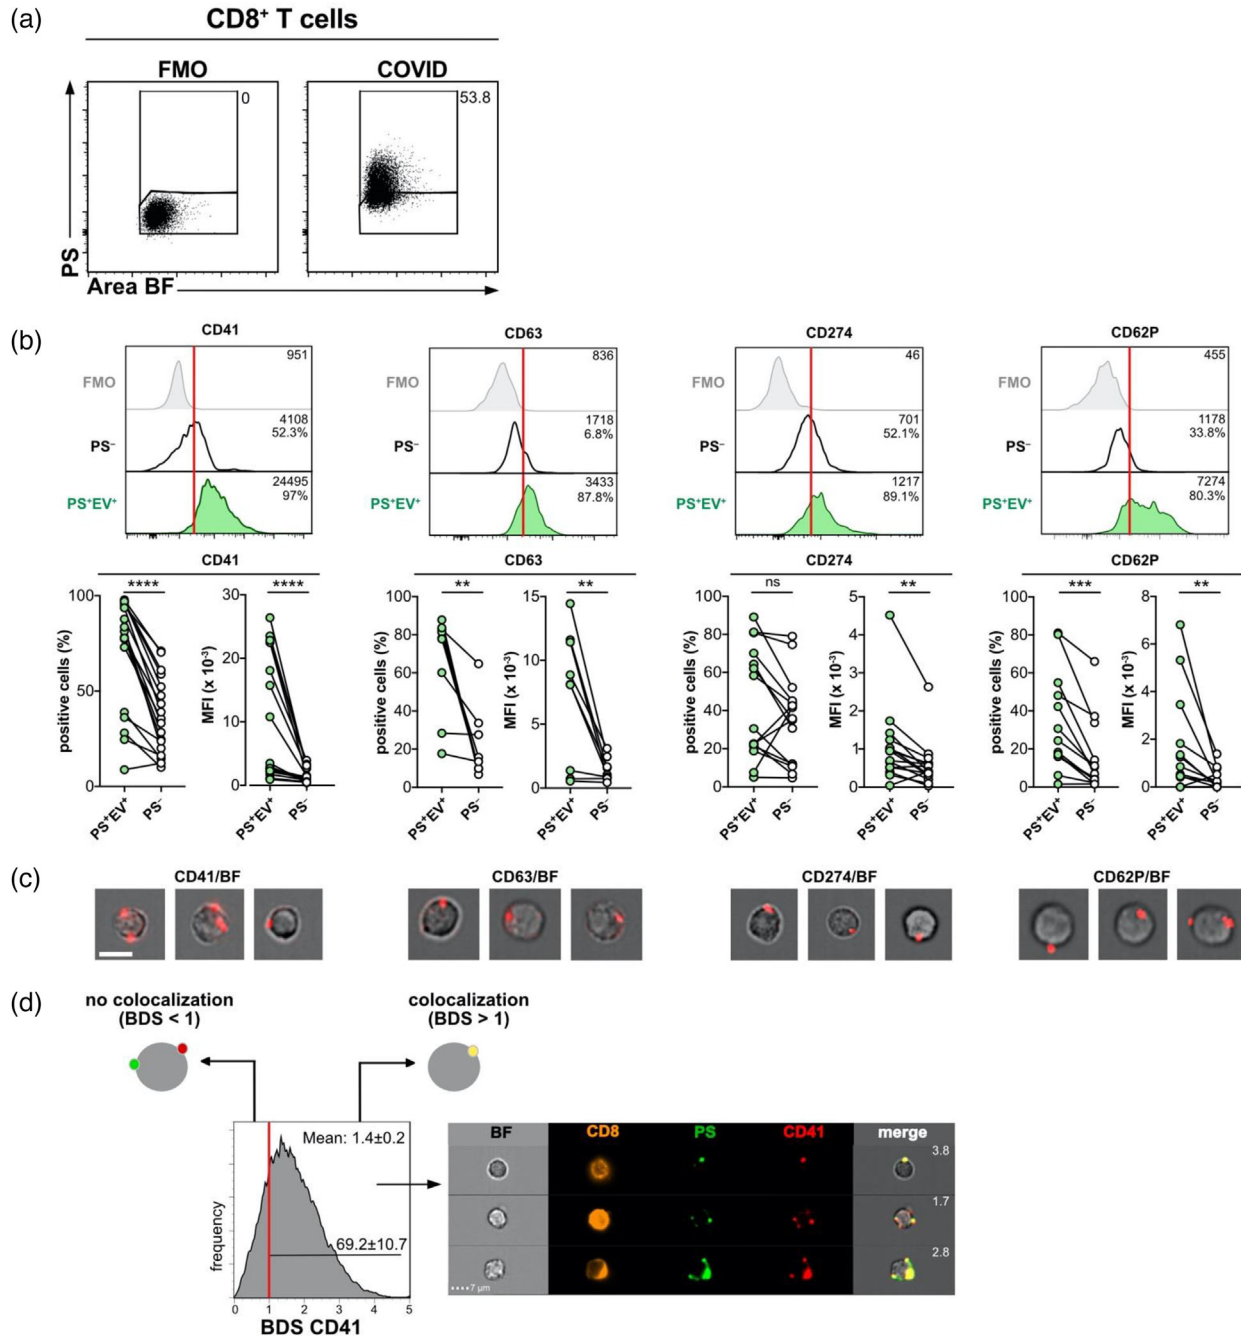 (a)
CD8⁺ T cells
FMO
COVID
0
53.8
PS
Area BF
(b)
CD41
CD63
CD274
CD62P
FMO
951
FMO
836
FMO
46
FMO
455
PS⁻
4108
52.3%
PS⁻
1718
6.8%
PS⁻
701
52.1%
PS⁻
1178
33.8%
PS⁺EV⁺
24495
97%
PS⁺EV⁺
3433
87.8%
PS⁺EV⁺
1217
89.1%
PS⁺EV⁺
7274
80.3%
CD41
CD63
CD274
CD62P
positive cells (%)
100
50
0
****
PS⁺EV⁺
PS⁻
MFI (x 10⁻³)
30
20
10
0
****
PS⁺EV⁺
PS⁻
positive cells (%)
100
80
60
40
20
0
**
PS⁺EV⁺
PS⁻
MFI (x 10⁻³)
15
10
5
0
**
PS⁺EV⁺
PS⁻
positive cells (%)
100
80
60
40
20
0
ns
PS⁺EV⁺
PS⁻
MFI (x 10⁻³)
5
4
3
2
1
0
**
PS⁺EV⁺
PS⁻
positive cells (%)
100
80
60
40
20
0
***
PS⁺EV⁺
PS⁻
MFI (x 10⁻³)
8
6
4
2
0
**
PS⁺EV⁺
PS⁻
(c)
CD41/BF
CD63/BF
CD274/BF
CD62P/BF
(d)
no colocalization
(BDS < 1)
colocalization
(BDS > 1)
Mean: 1.4±0.2
69.2±10.7
frequency
0 1 2 3 4 5
BDS CD41
BF
CD8
PS
CD41
merge
3.8
1.7
2.8
7 µm